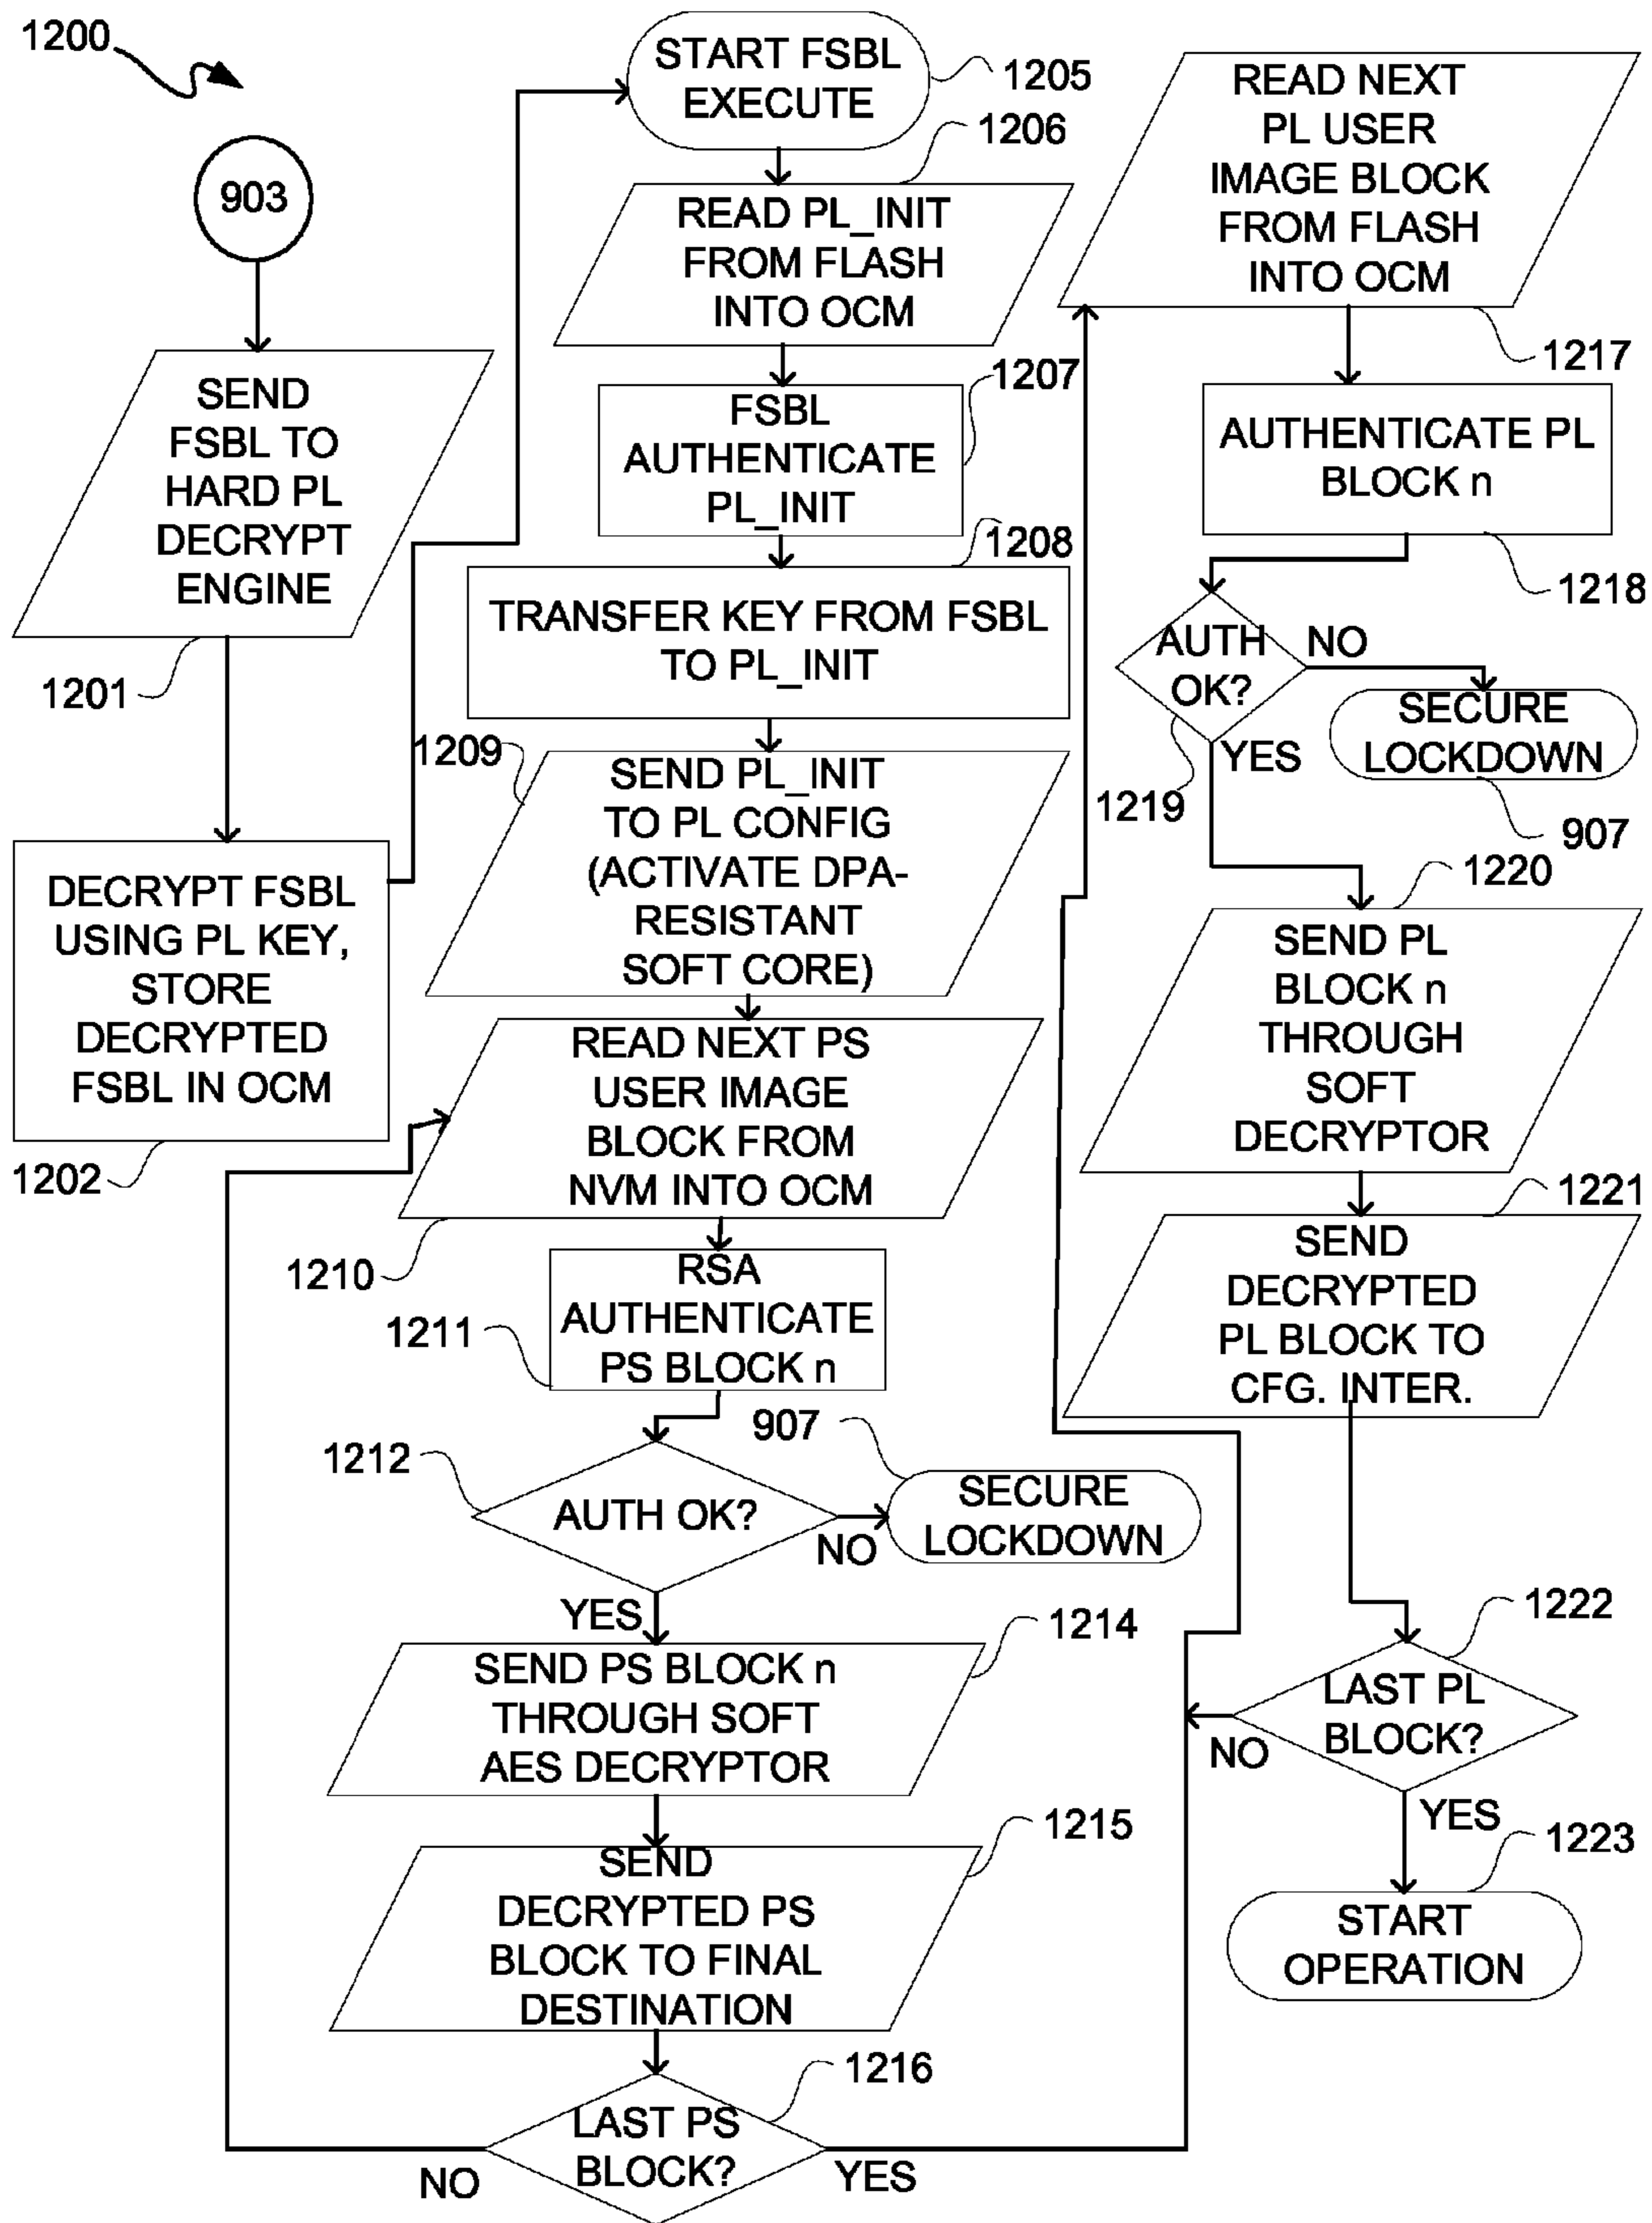 1200
903
SEND
FSBL TO
HARD PL
DECRYPT
ENGINE
1201
DECRYPT FSBL
USING PL KEY,
STORE
DECRYPTED
FSBL IN OCM
1202
START FSBL
EXECUTE
1205
1206
READ PL_INIT
FROM FLASH
INTO OCM
1207
FSBL
AUTHENTICATE
PL_INIT
1208
TRANSFER KEY FROM FSBL
TO PL_INIT
1209
SEND PL_INIT
TO PL CONFIG
(ACTIVATE DPA-
RESISTANT
SOFT CORE)
READ NEXT PS
USER IMAGE
BLOCK FROM
NVM INTO OCM
1210
RSA
AUTHENTICATE
PS BLOCK n
1211
1212
AUTH OK?
NO
907
SECURE
LOCKDOWN
YES
1214
SEND PS BLOCK n
THROUGH SOFT
AES DECRYPTOR
1215
SEND
DECRYPTED PS
BLOCK TO FINAL
DESTINATION
1216
LAST PS
BLOCK?
NO
YES
READ NEXT
PL USER
IMAGE BLOCK
FROM FLASH
INTO OCM
1217
AUTHENTICATE PL
BLOCK n
1218
AUTH
OK?
NO
SECURE
LOCKDOWN
YES
1219
907
1220
SEND PL
BLOCK n
THROUGH
SOFT
DECRYPTOR
1221
SEND
DECRYPTED
PL BLOCK TO
CFG. INTER.
1222
LAST PL
BLOCK?
NO
YES
1223
START
OPERATION